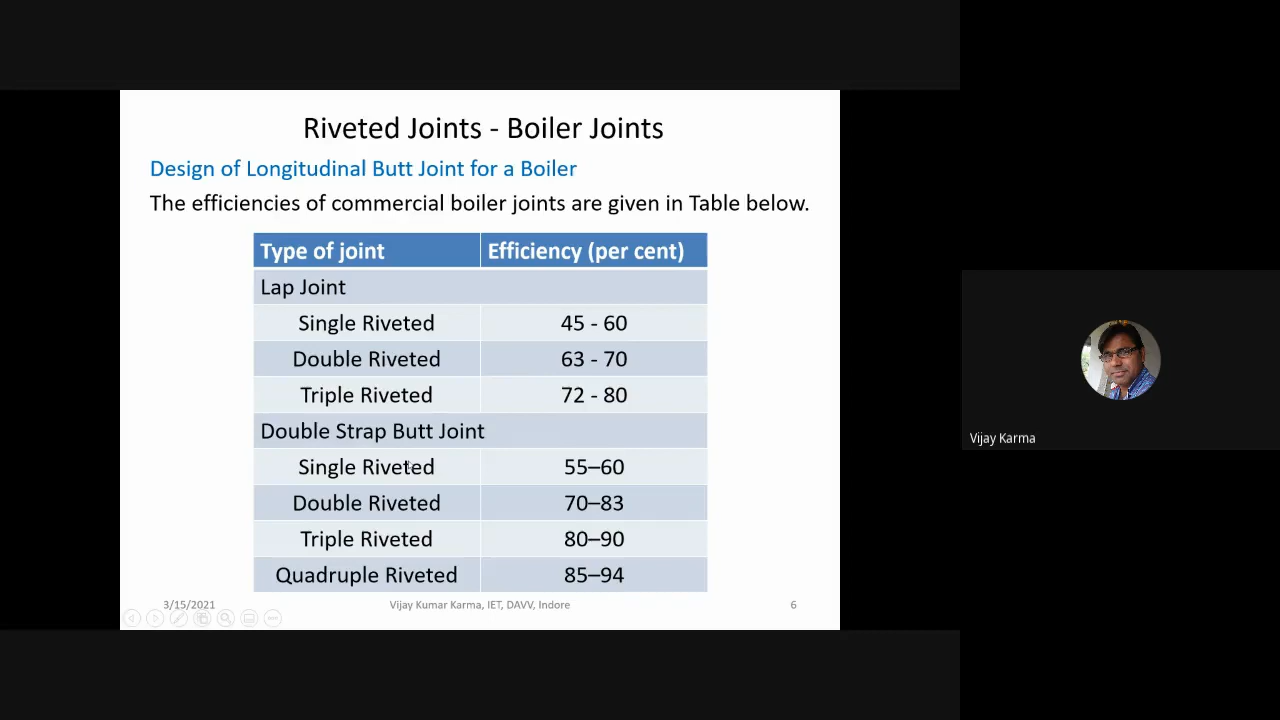 Riveted Joints - Boiler Joints
Design of Longitudinal Butt Joint for a Boiler
The efficiencies of commercial boiler joints are given in Table below.
Type of joint Efficiency (per cent)
Lap Joint
Single Riveted 45 - 60
Double Riveted 63 - 70
Triple Riveted 72 - 80
Double Strap Butt Joint
Single Riveted 55–60
Double Riveted 70–83
Triple Riveted 80–90
Quadruple Riveted 85–94
3/15/2021 Vijay Kumar Karma, IET, DAVV, Indore 6
Vijay Karma